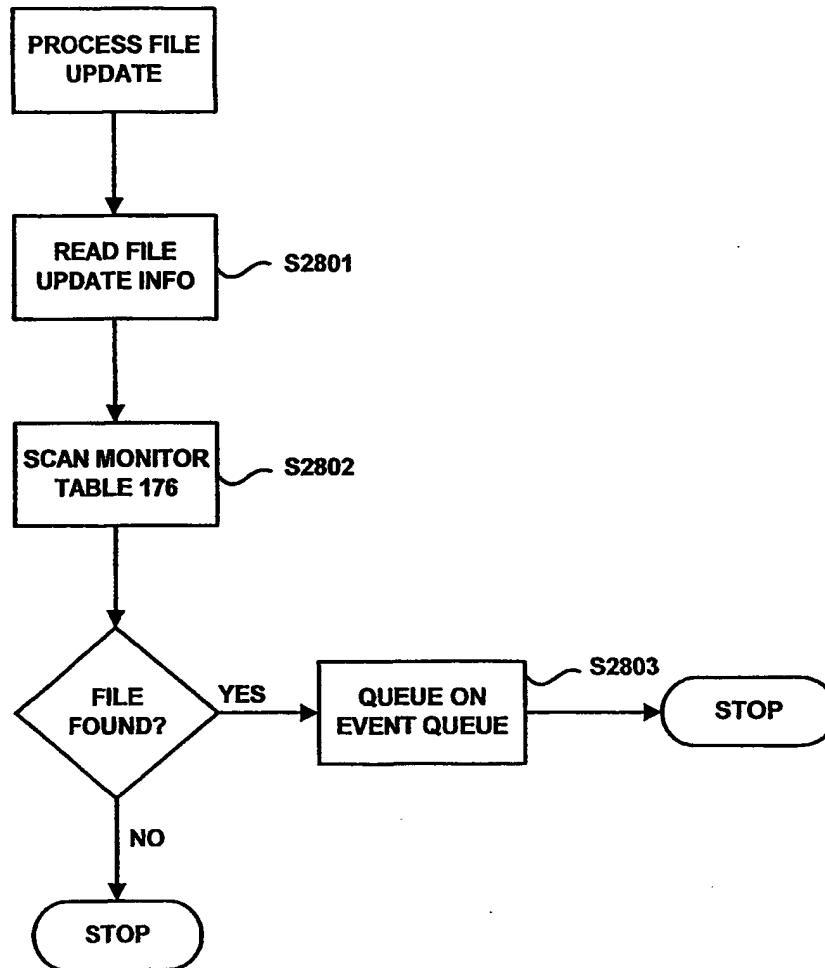 PROCESS FILE
UPDATE
READ FILE
UPDATE INFO
S2801
SCAN MONITOR
TABLE 176
S2802
FILE
FOUND?
YES
QUEUE ON
EVENT QUEUE
S2803
STOP
NO
STOP